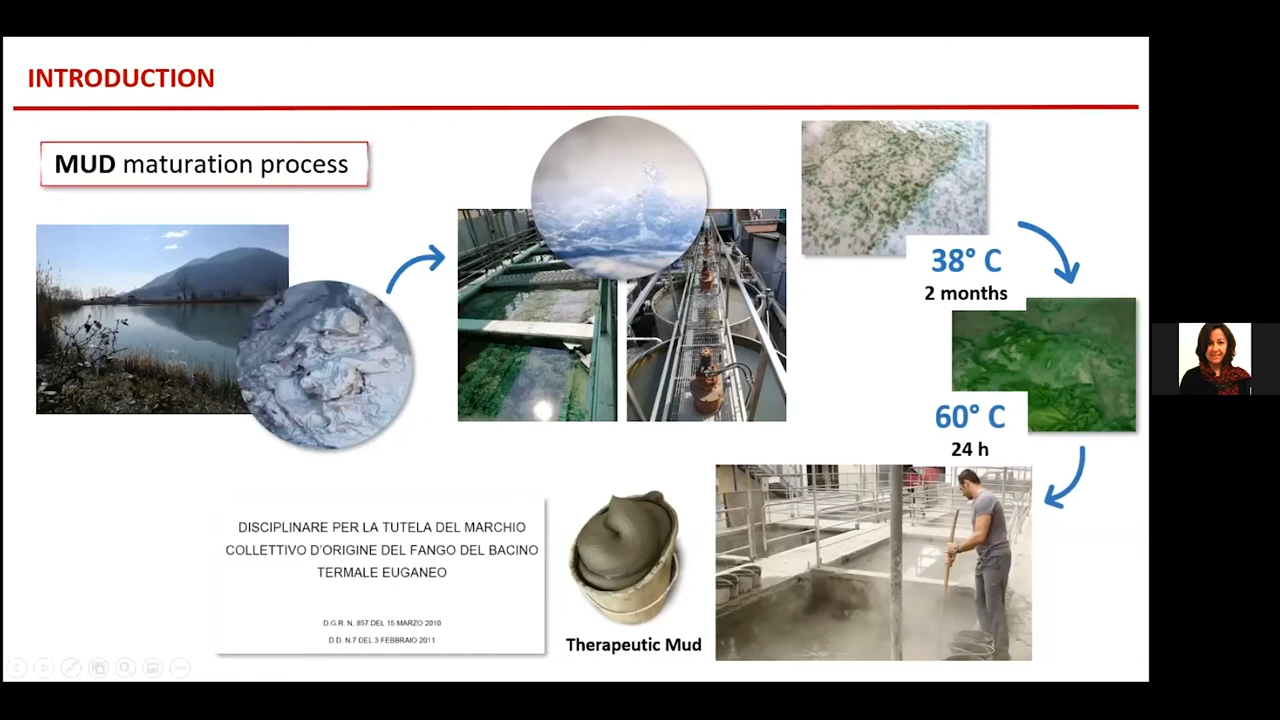 INTRODUCTION
MUD maturation process
38° C
2 months
60° C
24 h
DISCIPLINARE PER LA TUTELA DEL MARCHIO
COLLETTIVO D'ORIGINE DEL FANGO DEL BACINO
TERMALE EUGANEO
D.G.R. N. 857 DEL 15 MARZO 2010
D.D. N.7 DEL 3 FEBBRAIO 2011
Therapeutic Mud